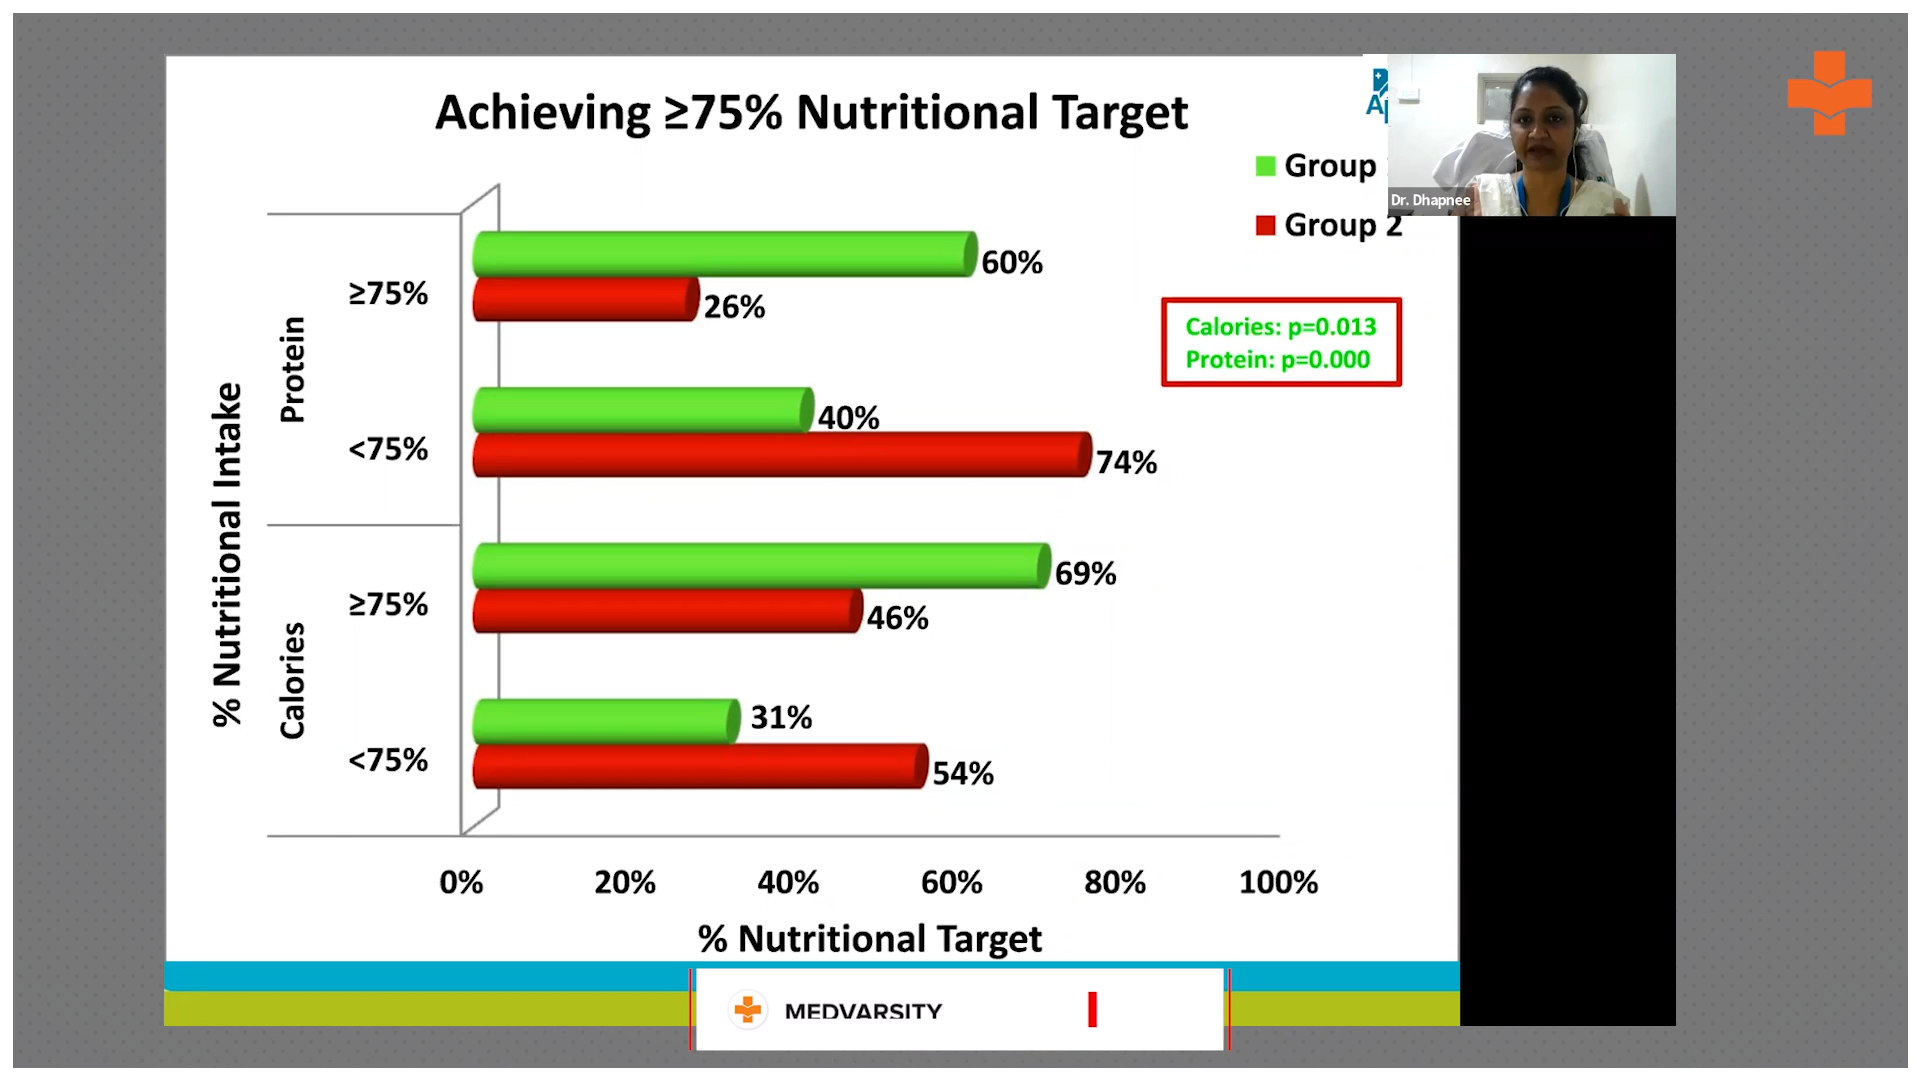 Achieving ≥75% Nutritional Target
Group
Group 2
Dr. Dhapnee
Calories: p=0.013
Protein: p=0.000
% Nutritional Intake
Protein
≥75%
60%
26%
<75%
40%
74%
Calories
≥75%
69%
46%
<75%
31%
54%
0% 20% 40% 60% 80% 100%
% Nutritional Target
MEDVARSITY